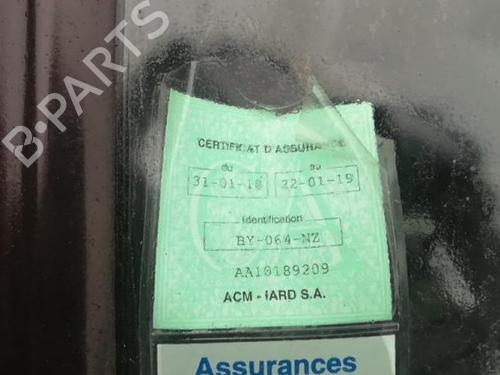 B-PARTS
CERTIFICAT D'ASSURANCE
du au
31-01-18 22-01-19
Identification
BY-064-NZ
AA10189209
ACM - IARD S.A.
Assurances